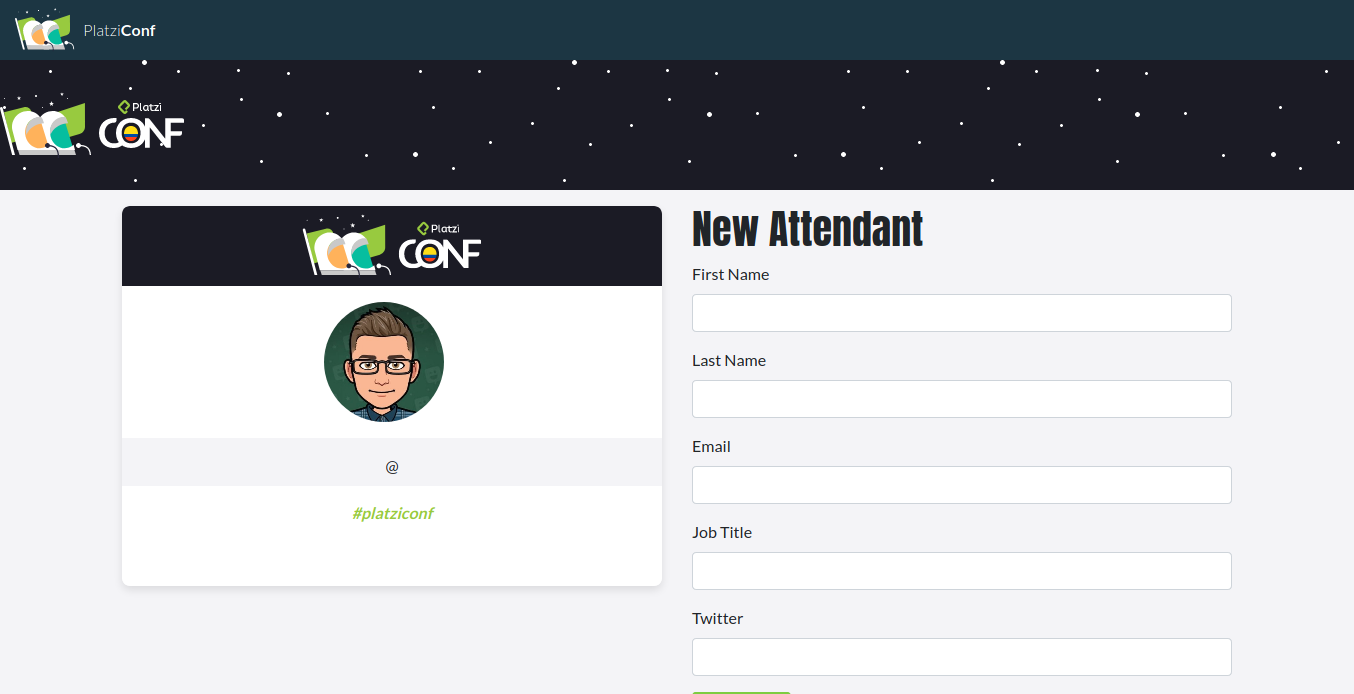 PlatziConf
Platzi
CONF
Platzi
CONF
@
#platziconf
New Attendant
First Name
Last Name
Email
Job Title
Twitter